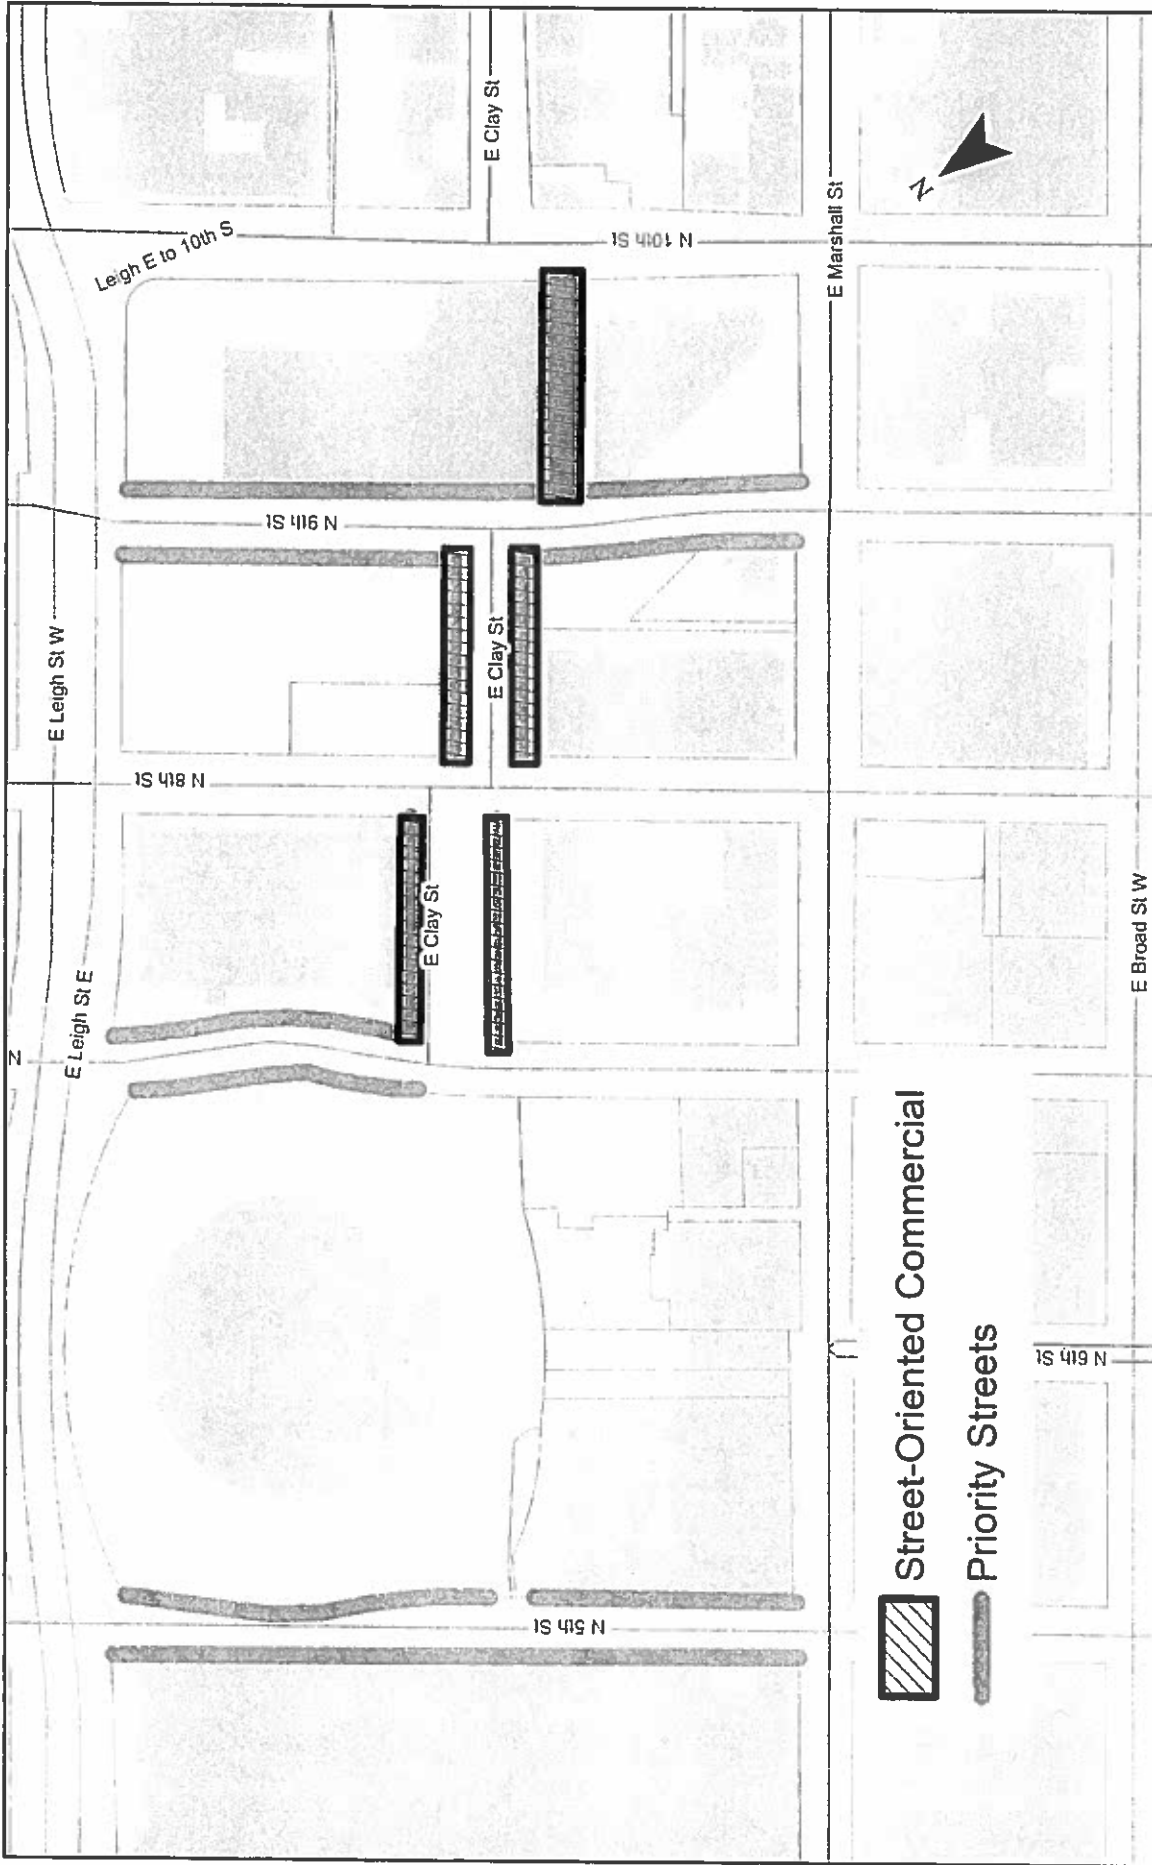 Leigh E to 10th S
E Clay St
N 10th St
E Marshall St
N
N 9th St
E Leigh St W
E Clay St
N 8th St
E Clay St
E Leigh St E
N
E Broad St W
N 6th St
N 5th St
Street-Oriented Commercial
Priority Streets